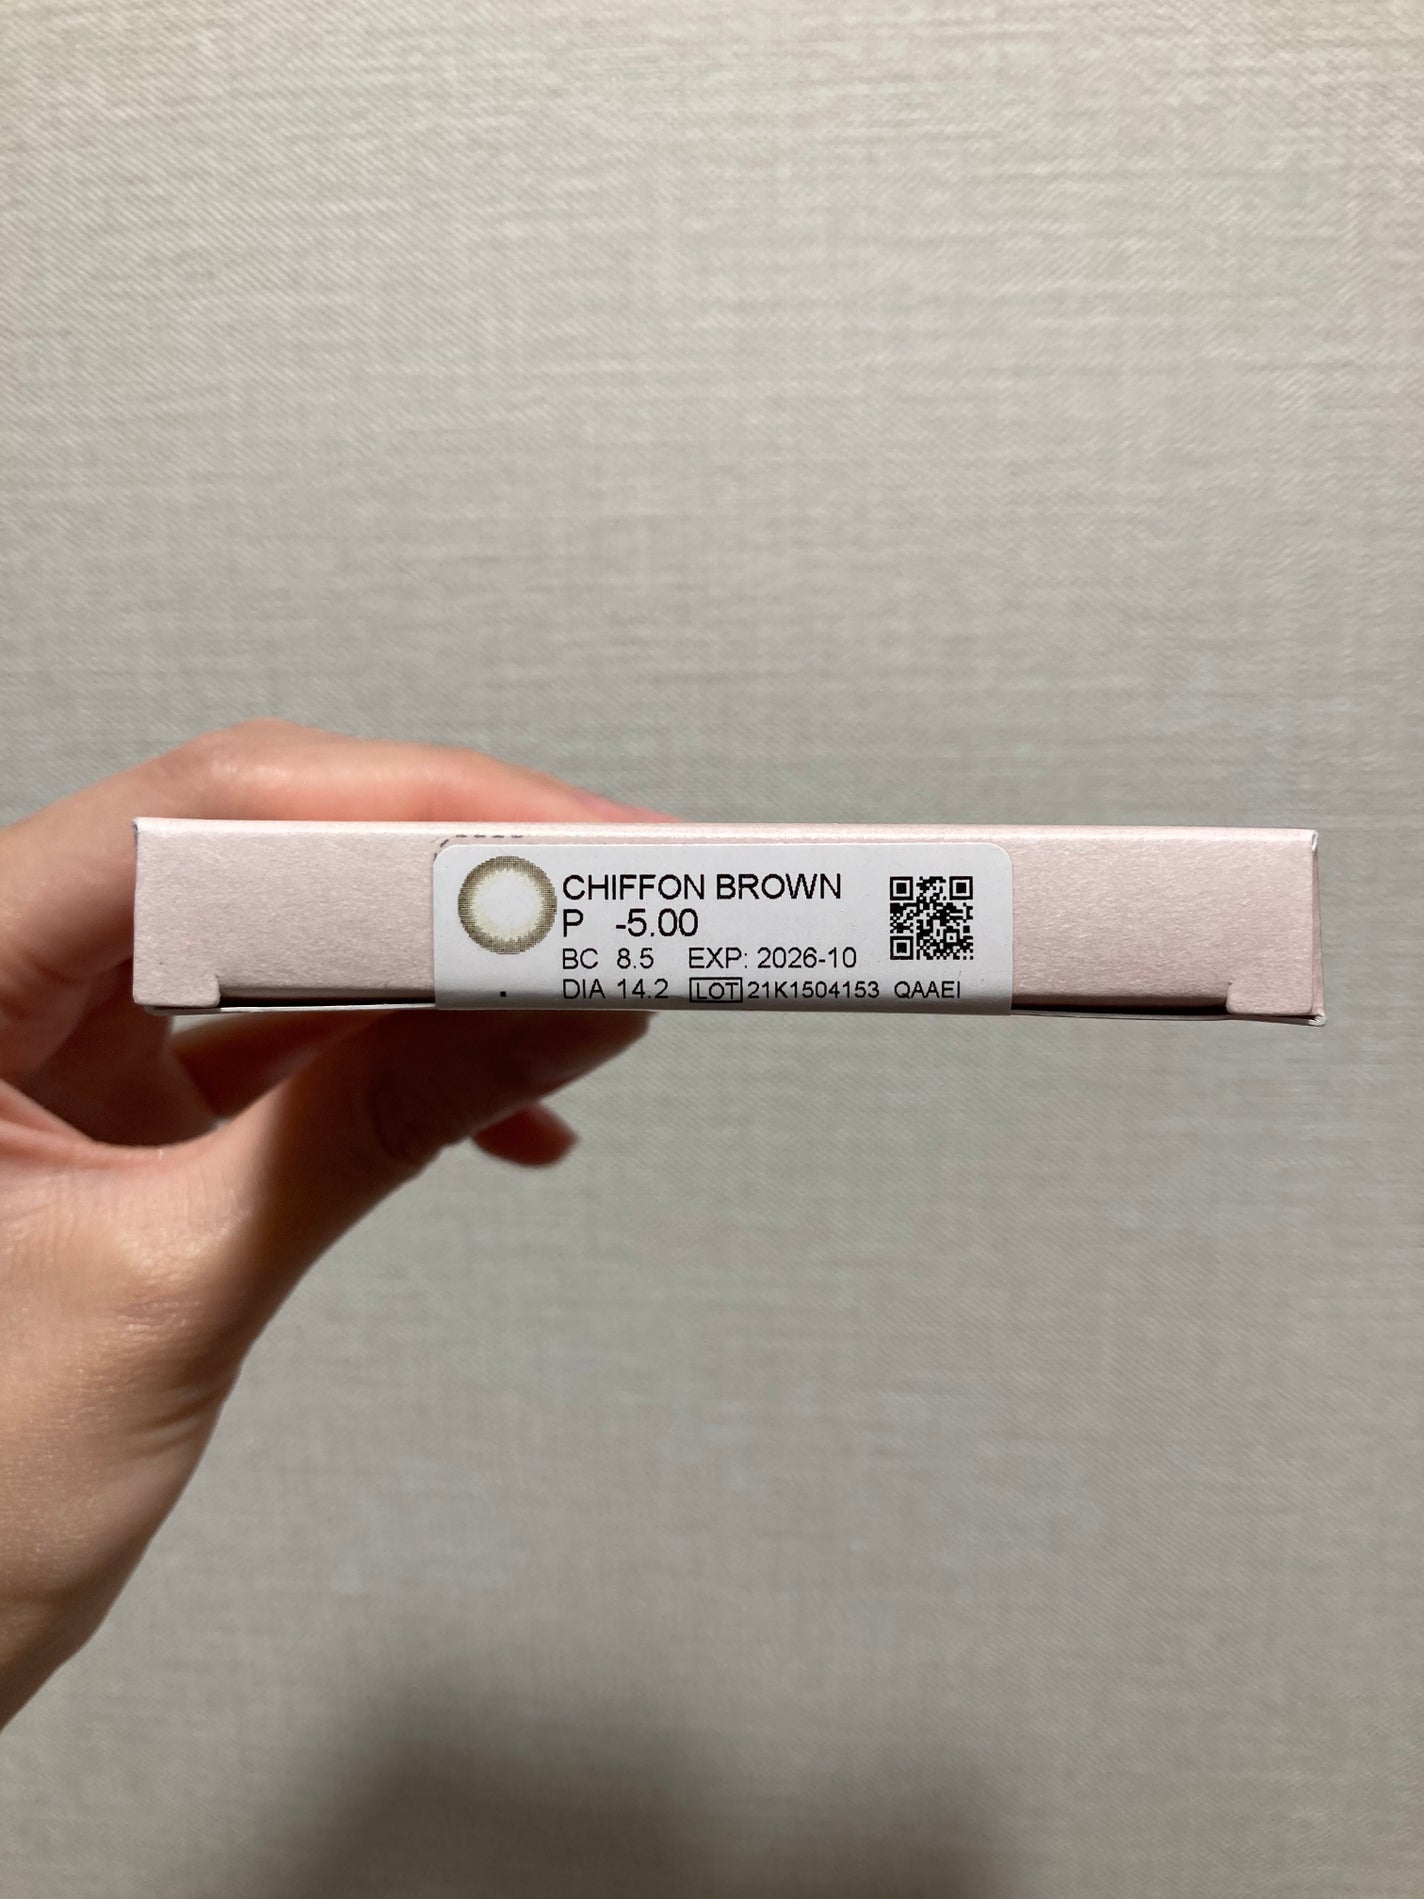 CHIFFON BROWN
P -5.00
BC 8.5 EXP: 2026-10
DIA 14.2 LOT 21K1504153 QAAEI